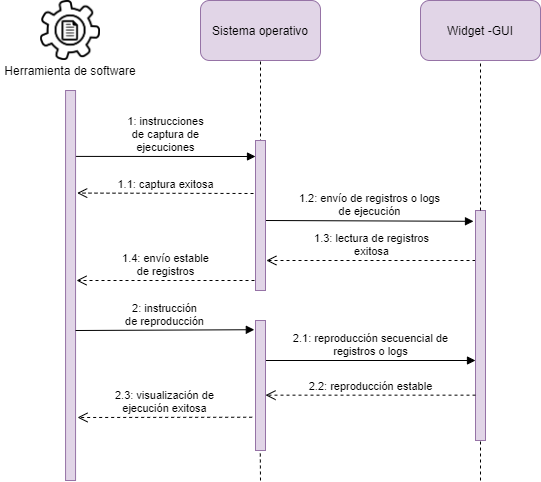 Sistema operativo
Widget -GUI
Herramienta de software
1: instrucciones
de captura de
ejecuciones
1.1: captura exitosa
1.2: envío de registros o logs
de ejecución
1.3: lectura de registros
exitosa
1.4: envío estable
de registros
2: instrucción
de reproducción
2.1: reproducción secuencial de
registros o logs
2.2: reproducción estable
2.3: visualización de
ejecución exitosa